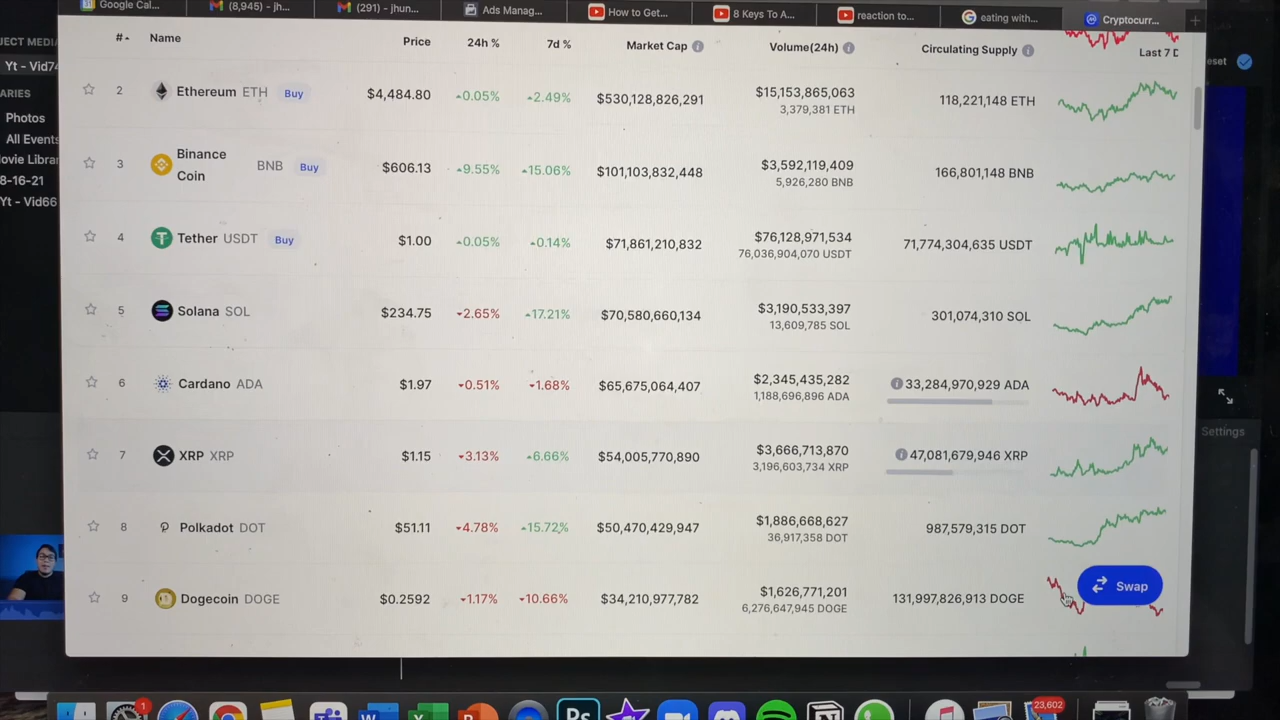 Google Cal...
(8,945) - jh...
(291) - jhun...
Ads Manag...
How to Get...
8 Keys To A...
reaction to...
eating with...
Cryptocurr...
# Name Price 24h % 7d % Market Cap Volume(24h) Circulating Supply Last 7 D
2 Ethereum ETH Buy $4,484.80 0.05% 2.49% $530,128,826,291 $15,153,865,063 118,221,148 ETH
3,379,381 ETH
3 Binance Coin BNB Buy $606.13 9.55% 15.06% $101,103,832,448 $3,592,119,409 166,801,148 BNB
5,926,280 BNB
4 Tether USDT Buy $1.00 0.05% 0.14% $71,861,210,832 $76,128,971,534 71,774,304,635 USDT
76,036,904,070 USDT
5 Solana SOL $234.75 2.65% 17.21% $70,580,660,134 $3,190,533,397 301,074,310 SOL
13,609,785 SOL
6 Cardano ADA $1.97 0.51% 1.68% $65,675,064,407 $2,345,435,282 33,284,970,929 ADA
1,188,696,896 ADA
7 XRP XRP $1.15 3.13% 6.66% $54,005,770,890 $3,666,713,870 47,081,679,946 XRP
3,196,603,734 XRP
8 Polkadot DOT $51.11 4.78% 15.72% $50,470,429,947 $1,886,668,627 987,579,315 DOT
36,917,358 DOT
9 Dogecoin DOGE $0.2592 1.17% 10.66% $34,210,977,782 $1,626,771,201 131,997,826,913 DOGE
6,276,647,945 DOGE
Swap
JECT MEDI
Yt - Vid74
ARIES
Photos
All Events
ovie Librar
8-16-21
Yt - Vid66
eset
Settings
1
W
X
P
Ps
N
23,602